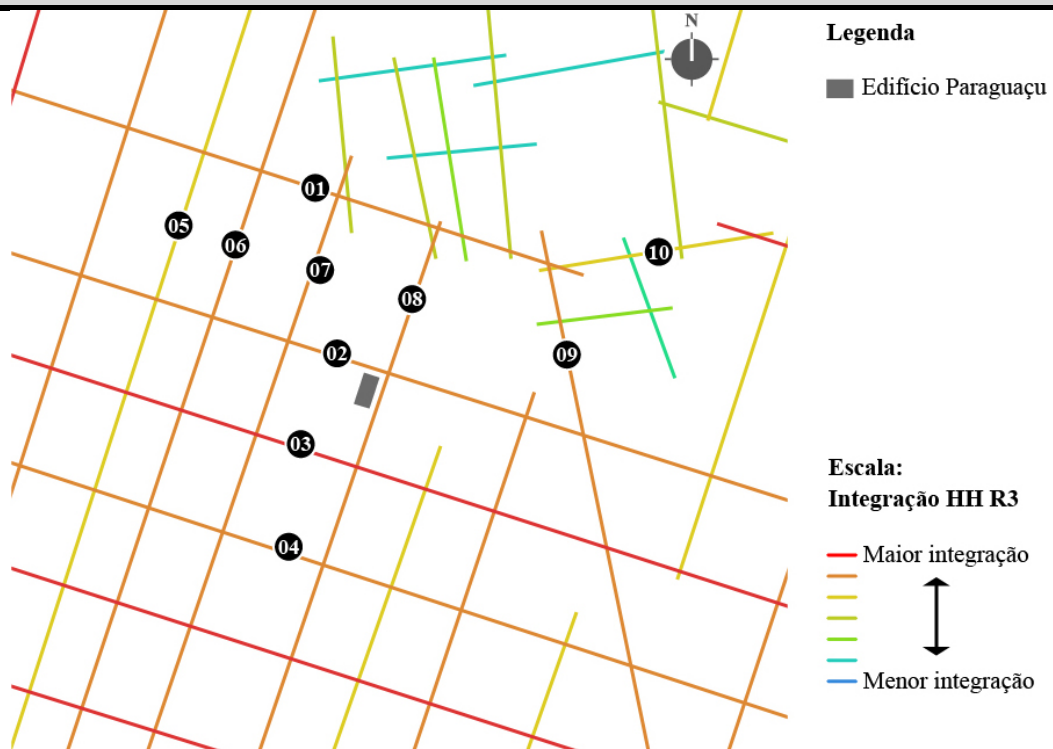 N
Legenda
Edifício Paraguaçu
01
05
06
10
07
08
02
09
03
04
Escala:
Integração HH R3
Maior integração
Menor integração